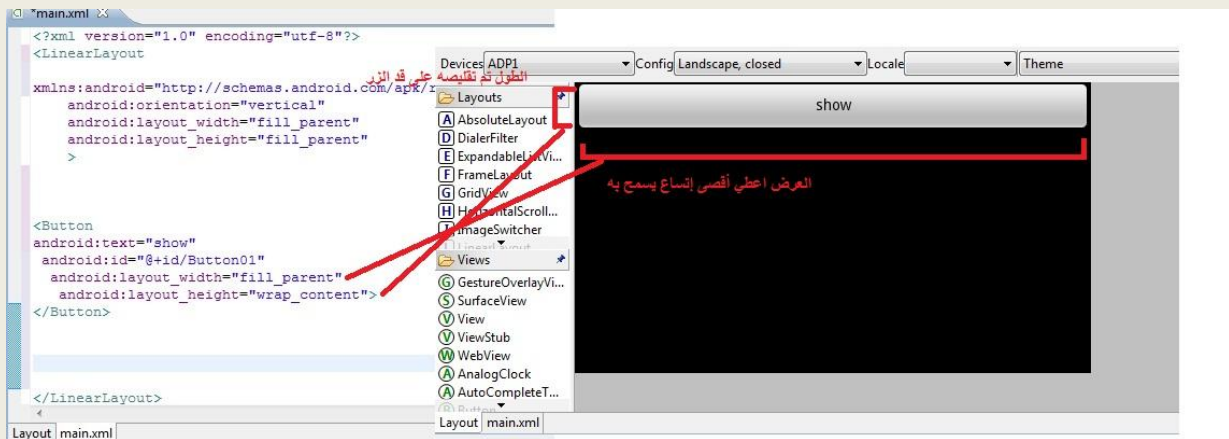 *main.xml
<?xml version="1.0" encoding="utf-8"?>
<LinearLayout
xmlns:android="http://schemas.android.com/apk/r
android:orientation="vertical"
android:layout_width="fill_parent"
android:layout_height="fill_parent"
>
<Button
android:text="show"
android:id="@+id/Button01"
android:layout_width="fill_parent"
android:layout_height="wrap_content">
</Button>
</LinearLayout>
Layout main.xml
Devices ADP1 Config Landscape, closed Locale Theme
الطول تم تقليصه على قد الزر
Layouts
AbsoluteLayout
DialerFilter
ExpandableListVi...
FrameLayout
GridView
HorizontalScroll...
ImageSwitcher
LinearLayout
Views
GestureOverlayVi...
SurfaceView
View
ViewStub
WebView
AnalogClock
AutoCompleteT...
Button
Layout main.xml
show
العرض اعطي أقصى إتساع يسمح به